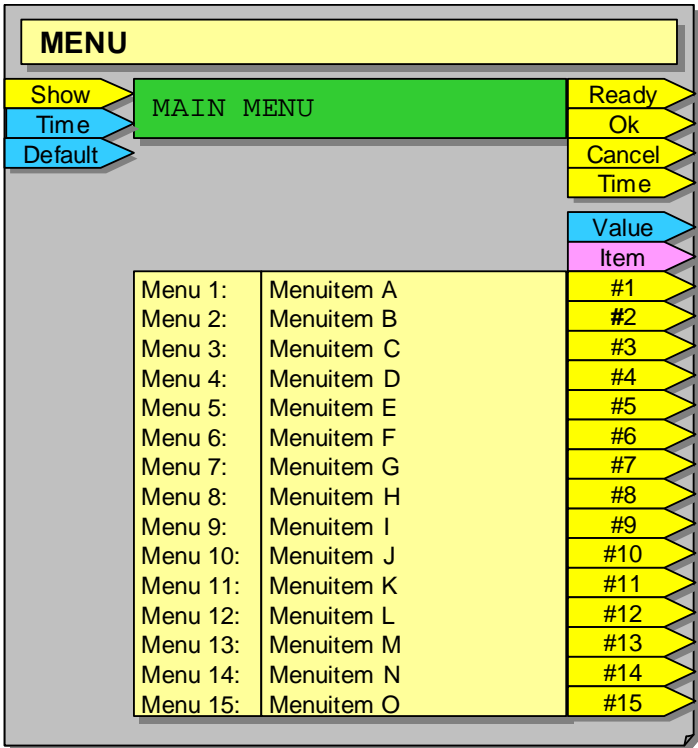 MENU
Show MAIN MENU Ready
Time Ok
Default Cancel
Time
Value
Item
Menu 1: Menuitem A #1
Menu 2: Menuitem B #2
Menu 3: Menuitem C #3
Menu 4: Menuitem D #4
Menu 5: Menuitem E #5
Menu 6: Menuitem F #6
Menu 7: Menuitem G #7
Menu 8: Menuitem H #8
Menu 9: Menuitem I #9
Menu 10: Menuitem J #10
Menu 11: Menuitem K #11
Menu 12: Menuitem L #12
Menu 13: Menuitem M #13
Menu 14: Menuitem N #14
Menu 15: Menuitem O #15